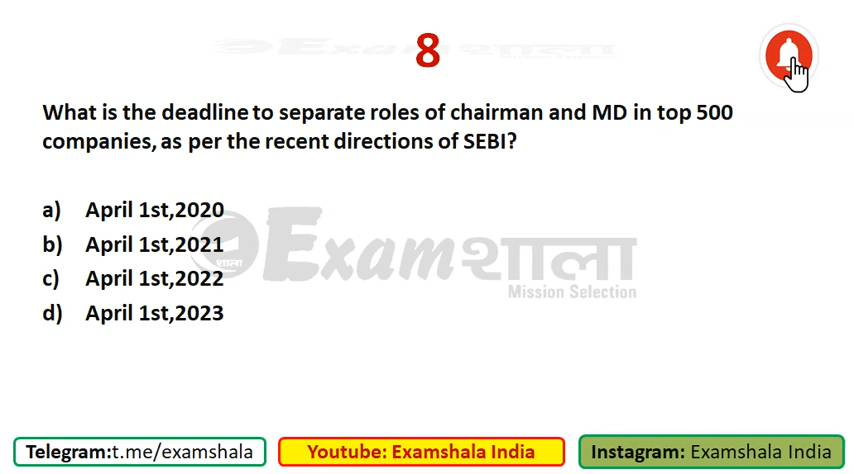 8
What is the deadline to separate roles of chairman and MD in top 500
companies, as per the recent directions of SEBI?
a) April 1st,2020
b) April 1st,2021
c) April 1st,2022
d) April 1st,2023
शाला Examशाला
Mission Selection
Telegram:t.me/examshala
Youtube: Examshala India
Instagram: Examshala India